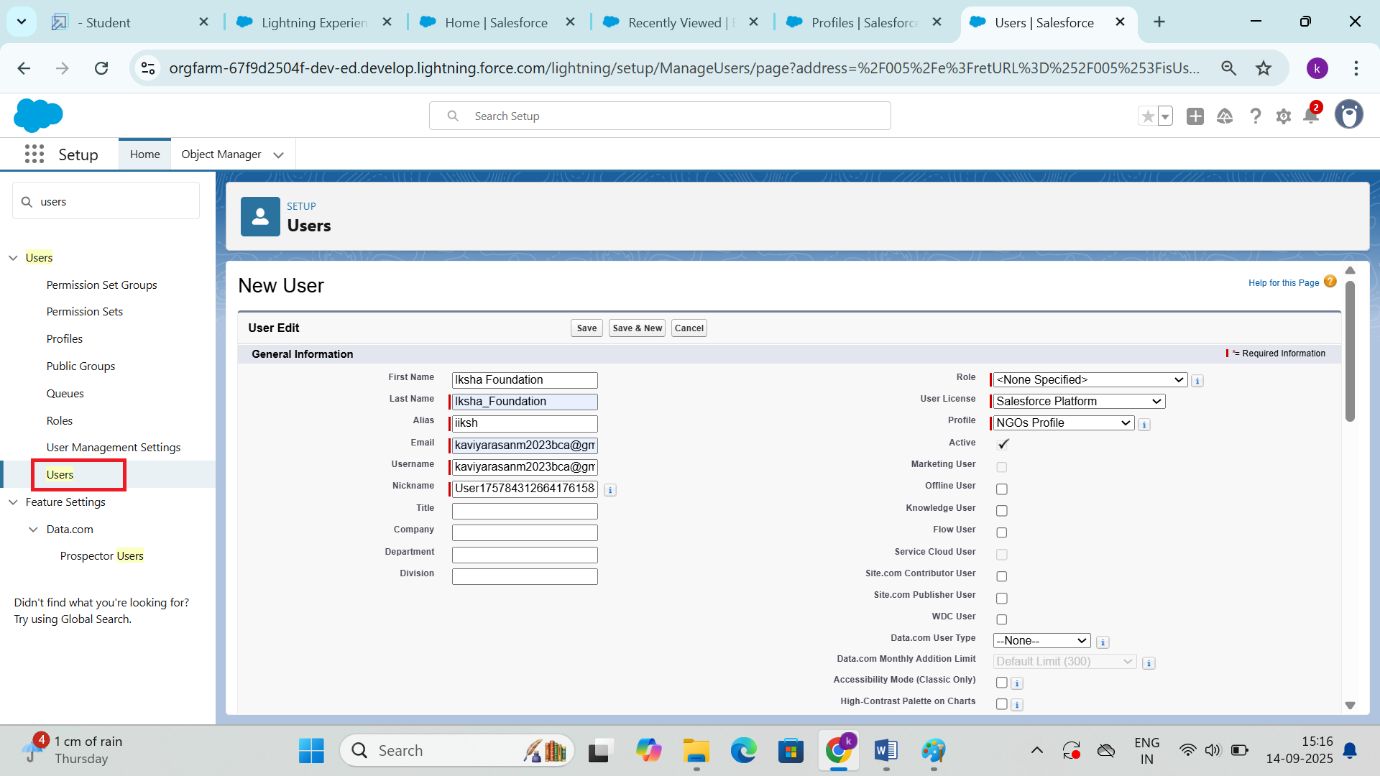 - Student
Lightning Experien
Home | Salesforce
Recently Viewed |
Profiles | Salesforc
Users | Salesforce
orgfarm-67f9d2504f-dev-ed.develop.lightning.force.com/lightning/setup/ManageUsers/page?address=%2F005%2Fe%3FretURL%3D%252F005%253FisUs...
k
Search Setup
2
Setup
Home
Object Manager
users
SETUP
Users
Users
Permission Set Groups
Permission Sets
Profiles
Public Groups
Queues
Roles
User Management Settings
Users
Feature Settings
Data.com
Prospector Users
Didn't find what you're looking for?
Try using Global Search.
New User
Help for this Page
User Edit
Save
Save & New
Cancel
General Information
= Required Information
First Name
Iksha Foundation
Last Name
Iksha_Foundation
Alias
iiksh
Email
kaviyarasanm2023bca@gm
Username
kaviyarasanm2023bca@gm
Nickname
User175784312664176158
Title
Company
Department
Division
Role
<None Specified>
User License
Salesforce Platform
Profile
NGOs Profile
Active
Marketing User
Offline User
Knowledge User
Flow User
Service Cloud User
Site.com Contributor User
Site.com Publisher User
WDC User
Data.com User Type
--None--
Data.com Monthly Addition Limit
Default Limit (300)
Accessibility Mode (Classic Only)
High-Contrast Palette on Charts
4
1 cm of rain
Thursday
Search
k
ENG
IN
15:16
14-09-2025